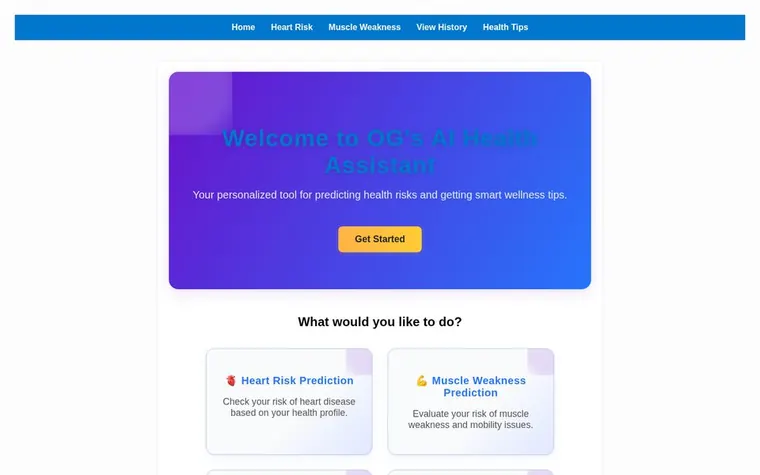 Home Heart Risk Muscle Weakness View History Health Tips
Welcome to OG's AI Health
Assistant
Your personalized tool for predicting health risks and getting smart wellness tips.
Get Started
What would you like to do?
🫀 Heart Risk Prediction
Check your risk of heart disease
based on your health profile.
💪 Muscle Weakness
Prediction
Evaluate your risk of muscle
weakness and mobility issues.